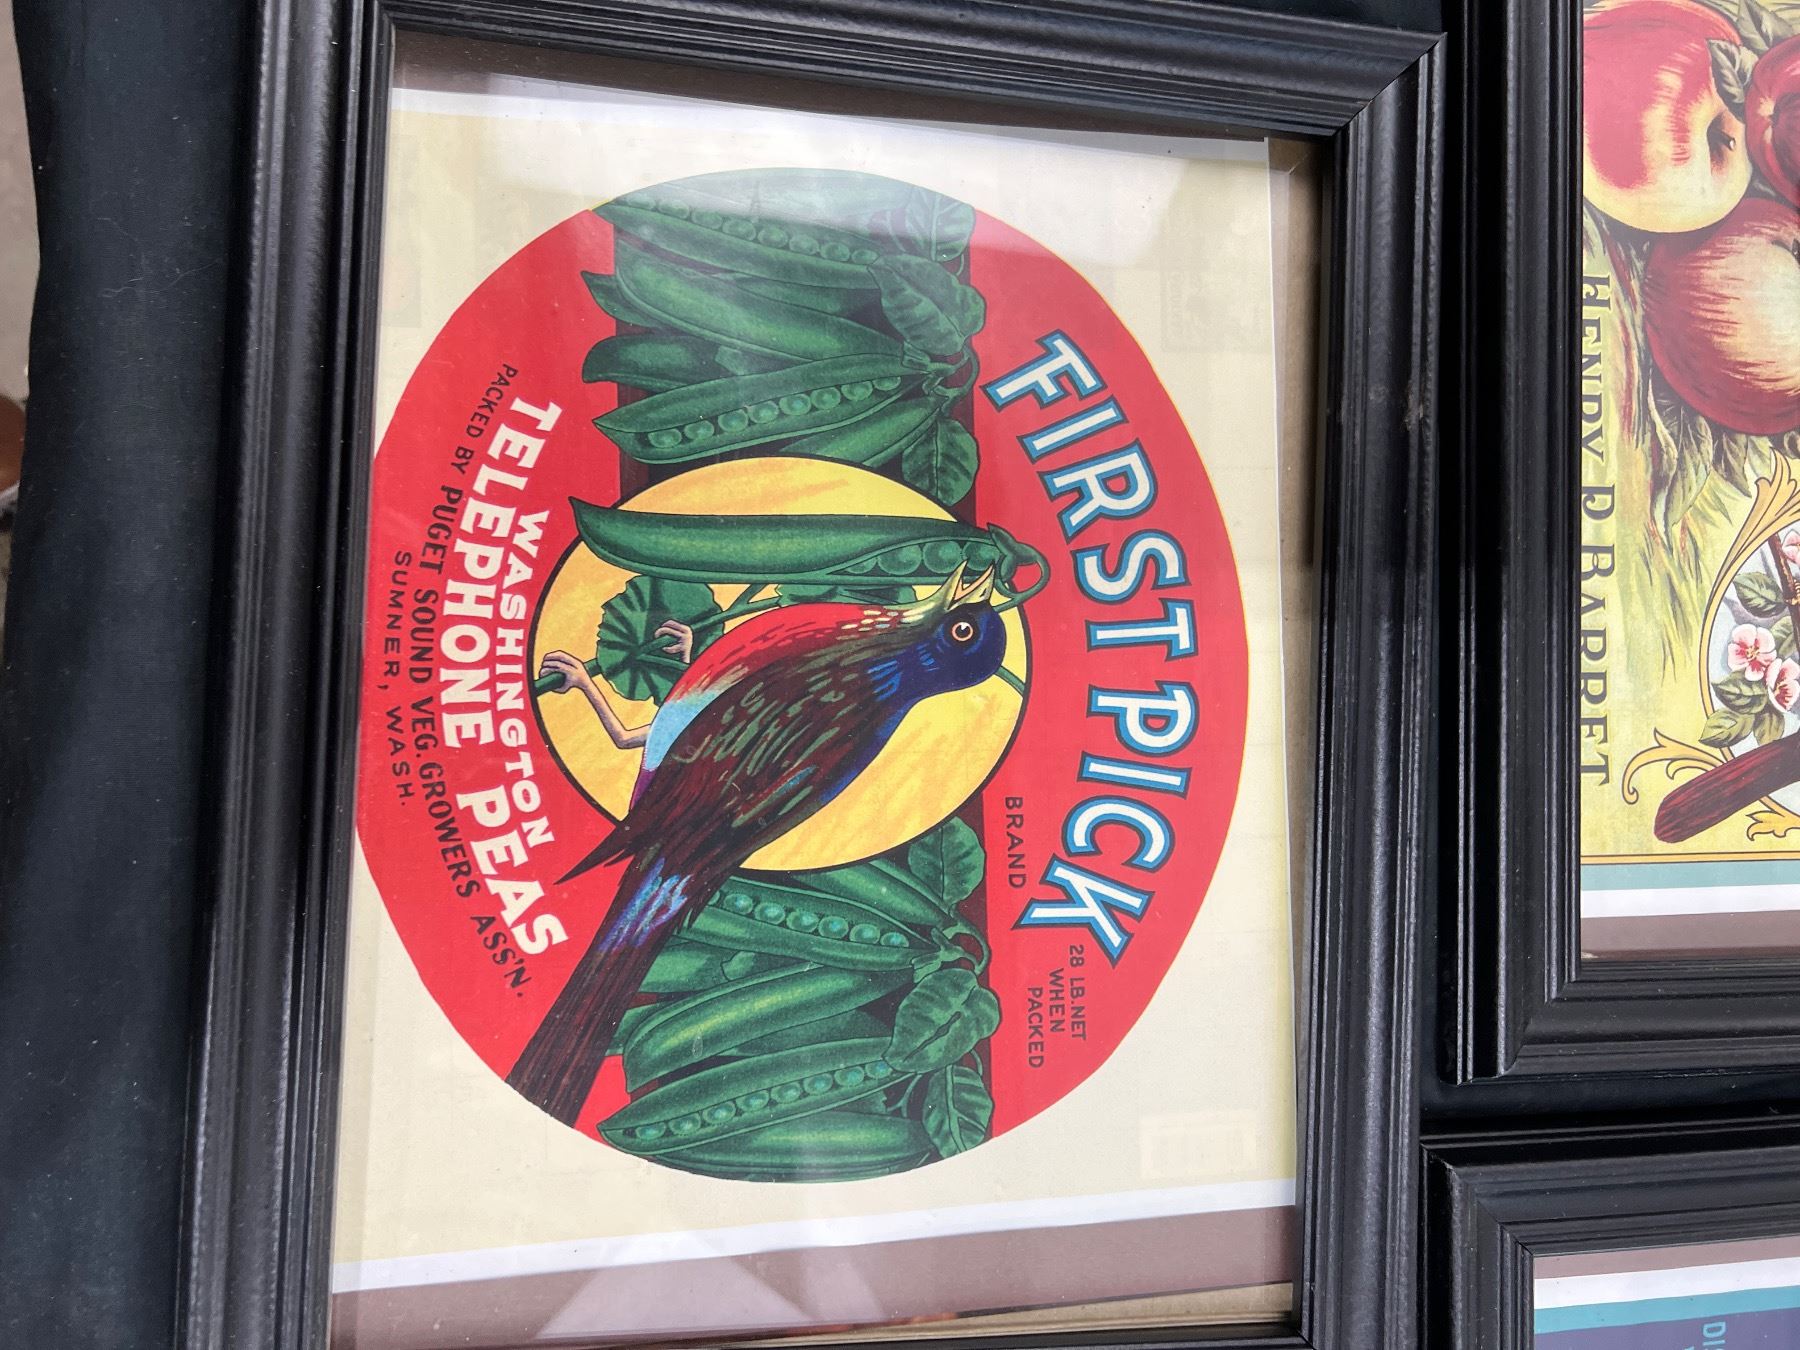 FIRST PICK
BRAND
28 LB. NET
WHEN
PACKED
WASHINGTON
TELEPHONE PEAS
PACKED BY PUGET SOUND VEG. GROWERS ASS'N.
SUMNER, WASH.
HENRY D BARRET